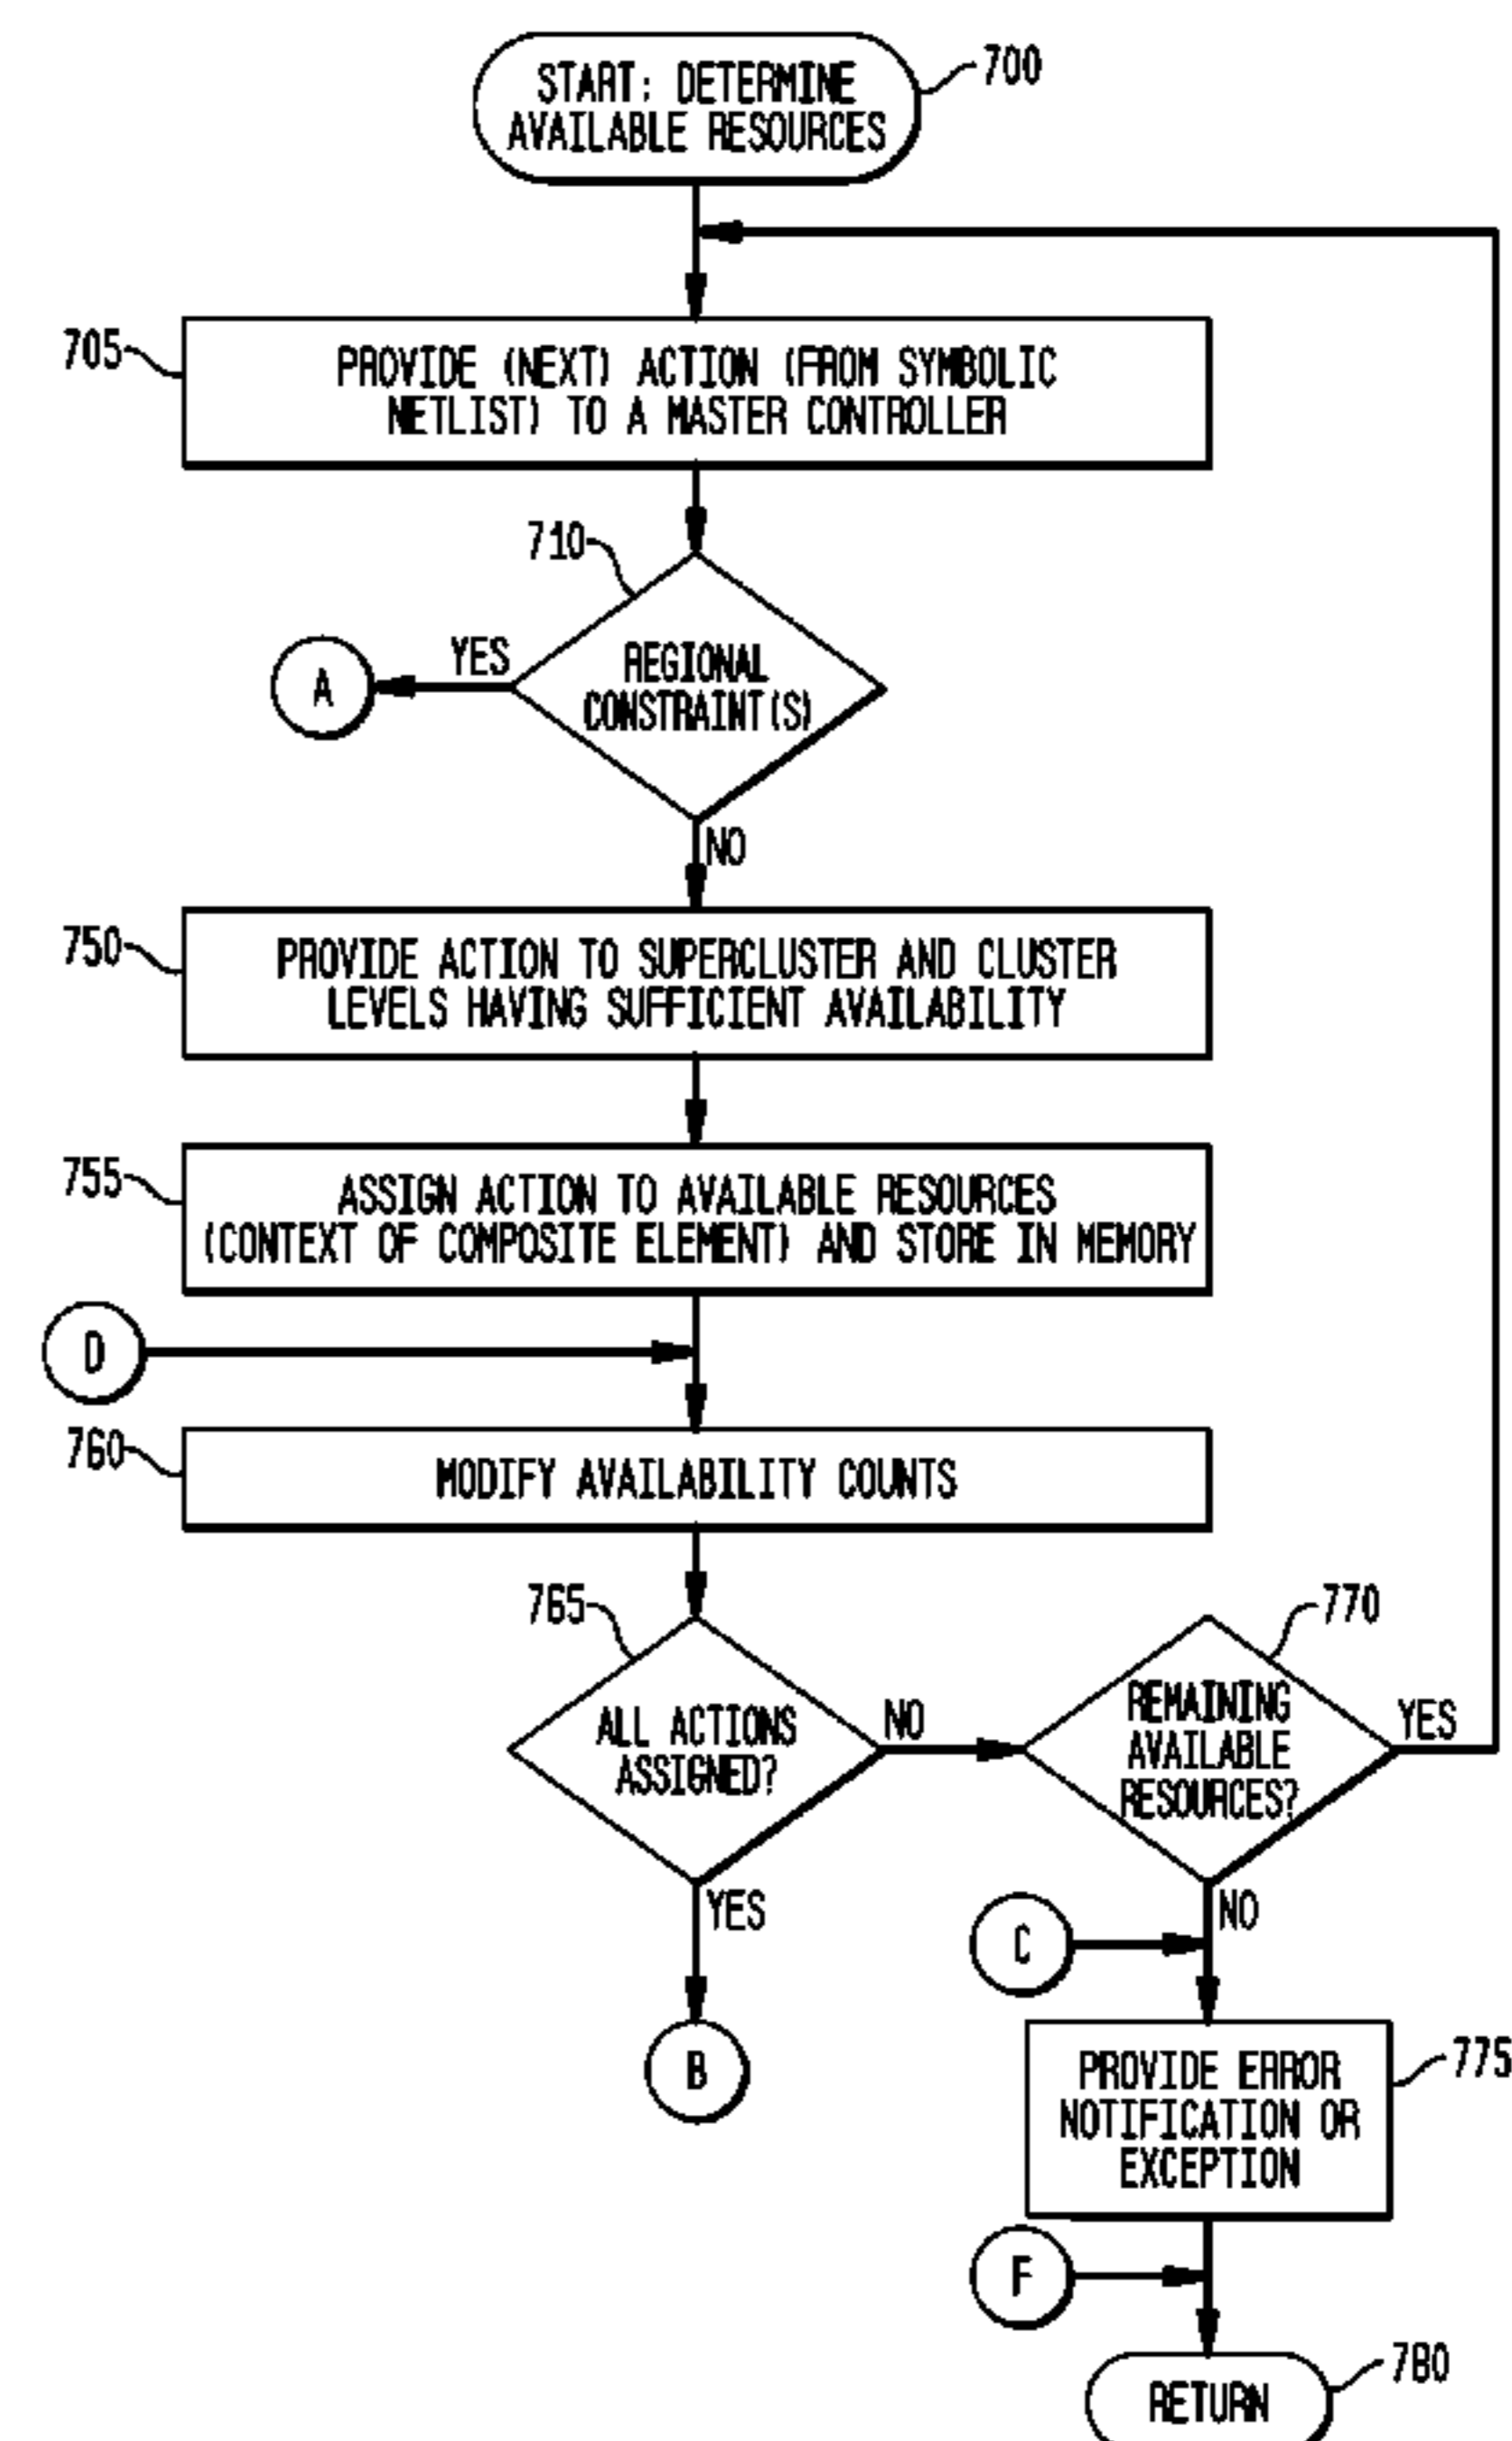 START: DETERMINE
AVAILABLE RESOURCES
700
705
PROVIDE (NEXT) ACTION (FROM SYMBOLIC
NETLIST) TO A MASTER CONTROLLER
710
A
YES
REGIONAL
CONSTRAINT(S)
NO
750
PROVIDE ACTION TO SUPERCLUSTER AND CLUSTER
LEVELS HAVING SUFFICIENT AVAILABILITY
755
ASSIGN ACTION TO AVAILABLE RESOURCES
(CONTEXT OF COMPOSITE ELEMENT) AND STORE IN MEMORY
D
760
MODIFY AVAILABILITY COUNTS
765
ALL ACTIONS
ASSIGNED?
NO
770
REMAINING
AVAILABLE
RESOURCES?
YES
YES
B
C
NO
PROVIDE ERROR
NOTIFICATION OR
EXCEPTION
775
F
RETURN
780